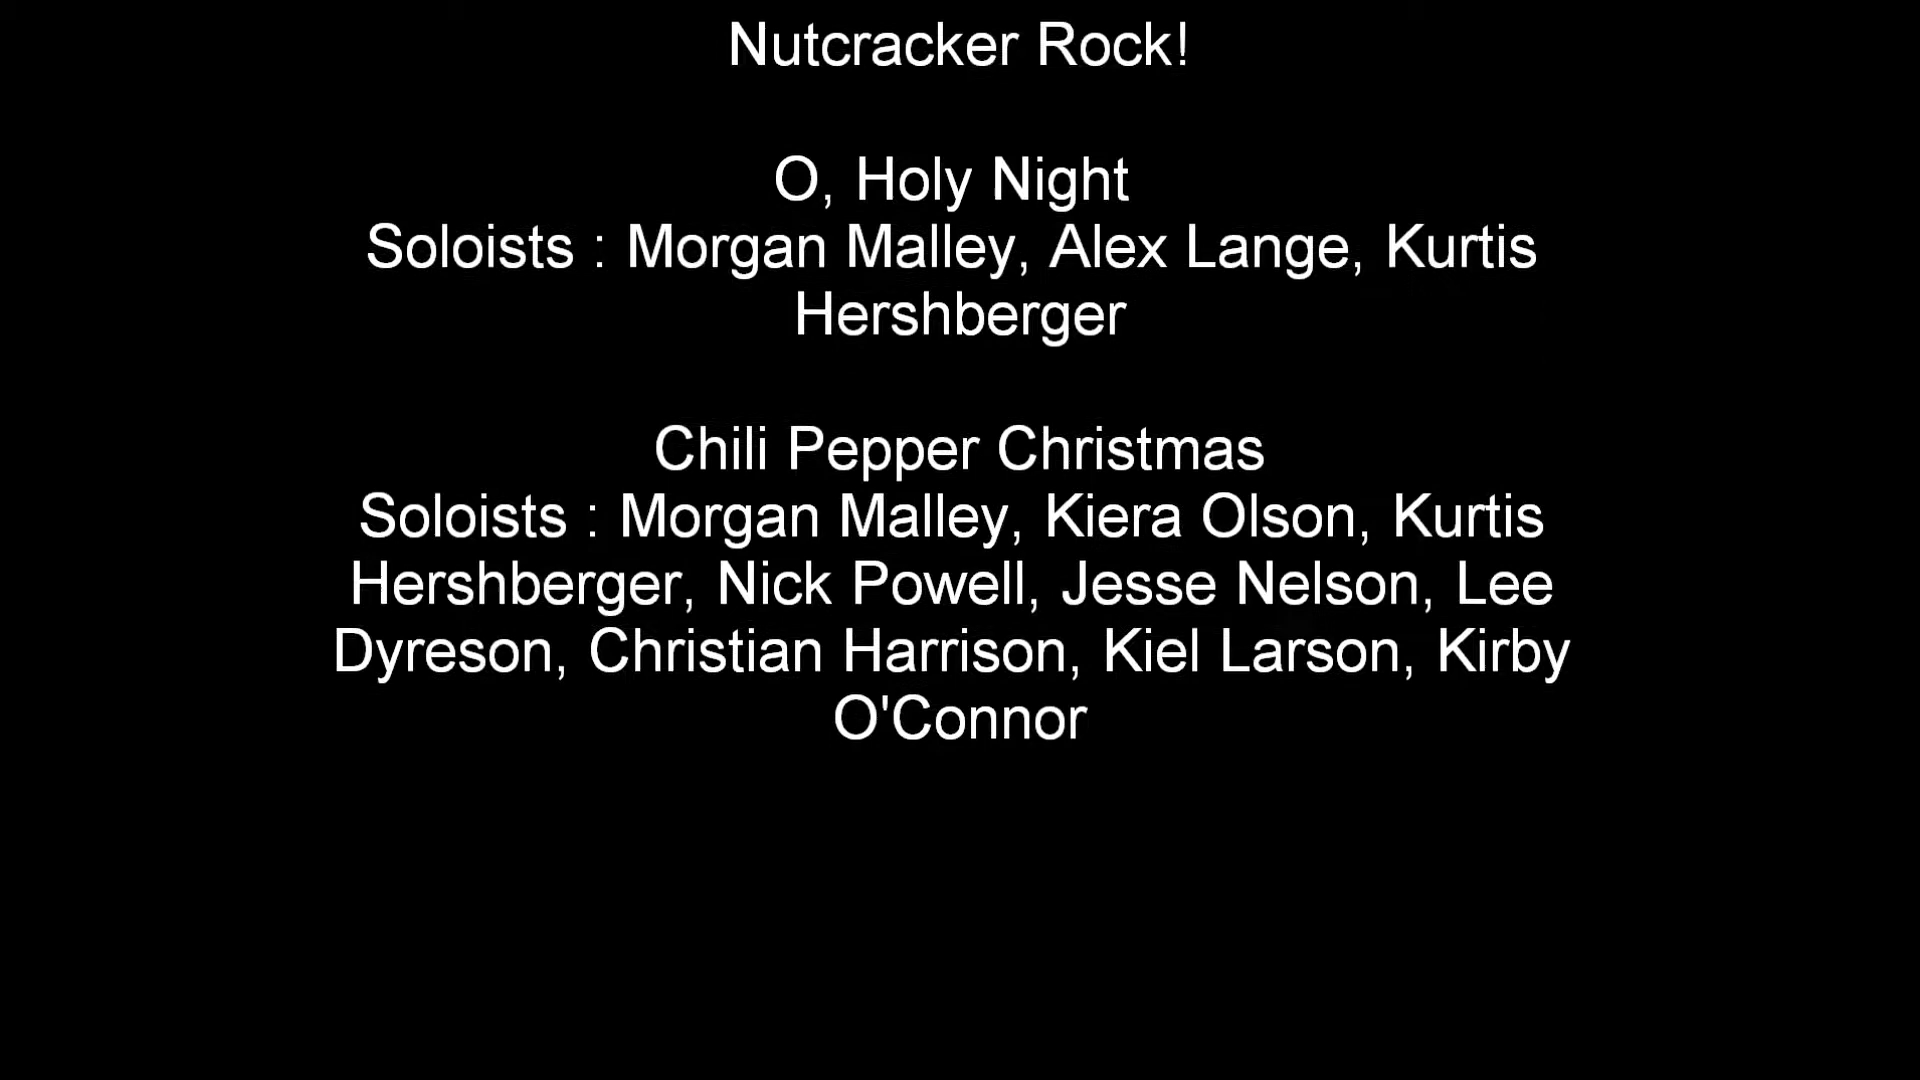 Nutcracker Rock!
O, Holy Night
Soloists : Morgan Malley, Alex Lange, Kurtis
Hershberger
Chili Pepper Christmas
Soloists : Morgan Malley, Kiera Olson, Kurtis
Hershberger, Nick Powell, Jesse Nelson, Lee
Dyreson, Christian Harrison, Kiel Larson, Kirby
O'Connor